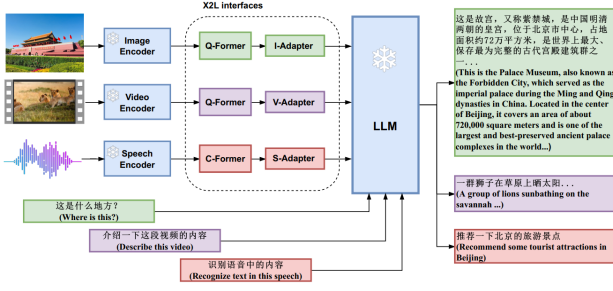 X2L interfaces
Image
Encoder
Q-Former
I-Adapter
Video
Encoder
Q-Former
V-Adapter
Speech
Encoder
C-Former
S-Adapter
LLM
这是什么地方？
(Where is this?)
介绍一下这段视频的内容
(Describe this video)
识别语音中的内容
(Recognize text in this speech)
这是故宫，又称紫禁城，是中国明清
两朝的皇宫，位于北京市中心，占地
面积约72万平方米，是世界上最大、
保存最为完整的古代宫殿建筑群之
一...
(This is the Palace Museum, also known as
the Forbidden City, which served as the
imperial palace during the Ming and Qing
dynasties in China. Located in the center
of Beijing, it covers an area of about
720,000 square meters and is one of the
largest and best-preserved ancient palace
complexes in the world...)
一群狮子在草原上晒太阳...
(A group of lions sunbathing on the
savannah ...)
推荐一下北京的旅游景点
(Recommend some tourist attractions in
Beijing)